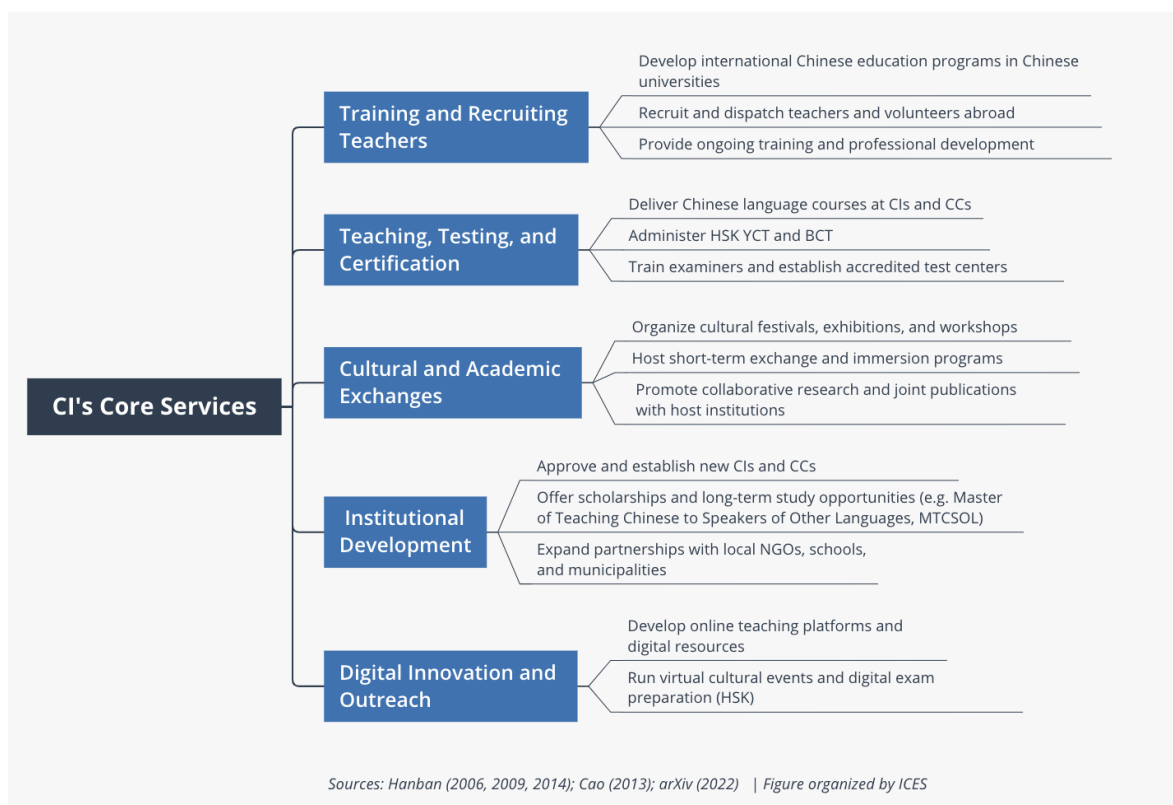 CI's Core Services
Training and Recruiting
Teachers
Develop international Chinese education programs in Chinese
universities
Recruit and dispatch teachers and volunteers abroad
Provide ongoing training and professional development
Teaching, Testing, and
Certification
Deliver Chinese language courses at CIs and CCs
Administer HSK YCT and BCT
Train examiners and establish accredited test centers
Cultural and Academic
Exchanges
Organize cultural festivals, exhibitions, and workshops
Host short-term exchange and immersion programs
Promote collaborative research and joint publications
with host institutions
Institutional
Development
Approve and establish new CIs and CCs
Offer scholarships and long-term study opportunities (e.g. Master
of Teaching Chinese to Speakers of Other Languages, MTCSOL)
Expand partnerships with local NGOs, schools,
and municipalities
Digital Innovation and
Outreach
Develop online teaching platforms and
digital resources
Run virtual cultural events and digital exam
preparation (HSK)
Sources: Hanban (2006, 2009, 2014); Cao (2013); arXiv (2022) | Figure organized by ICES